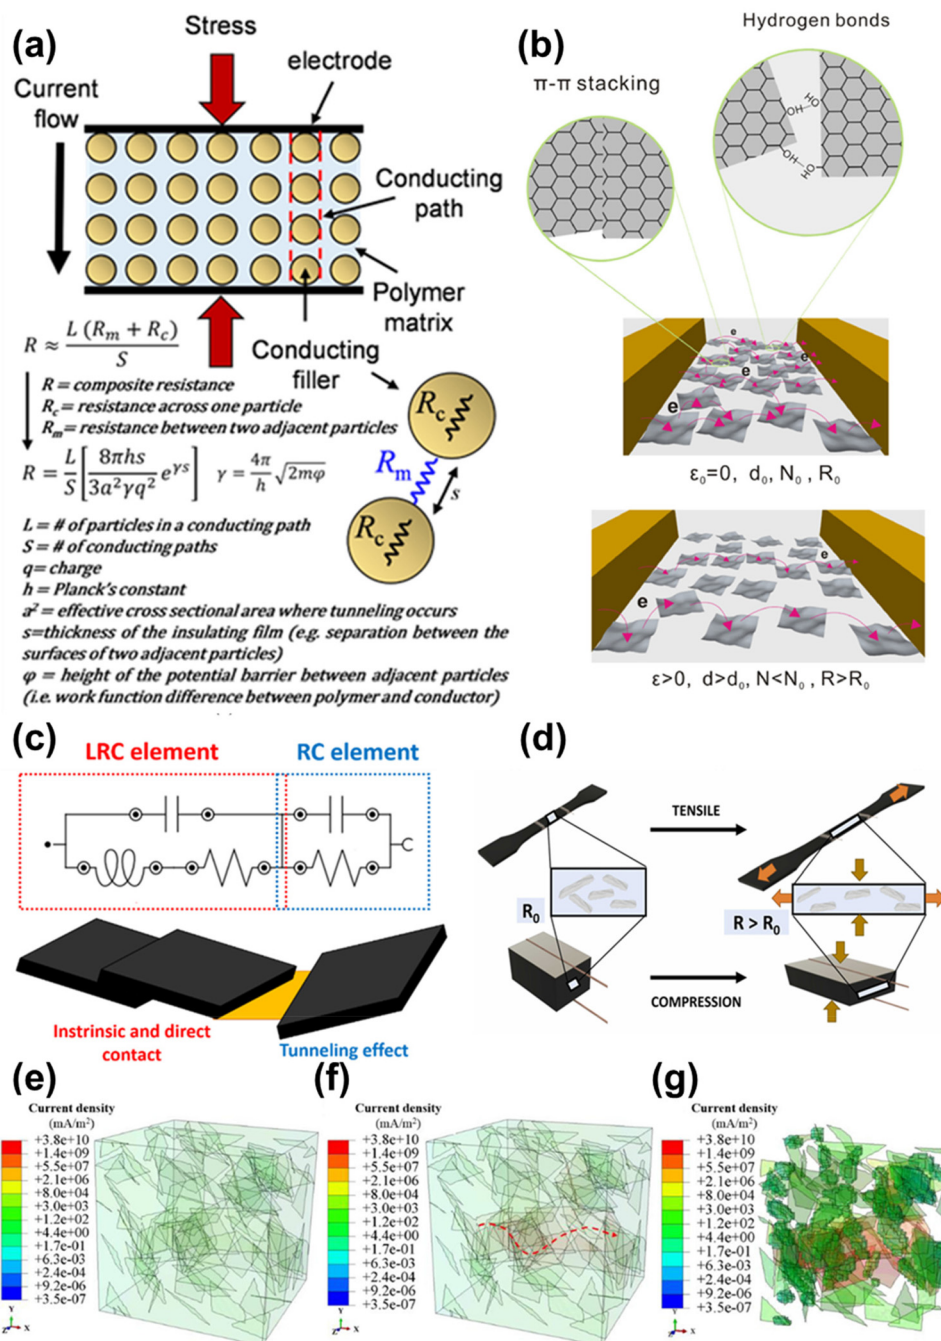 (a)
Stress
electrode
Current
flow
Conducting
path
Polymer
matrix
Conducting
filler
R ≈ L (Rₘ + R꜀) / S
R = composite resistance
R꜀ = resistance across one particle
Rₘ = resistance between two adjacent particles
R = L/S [8πhs / 3a²γq² e^γs] γ = 4π/h √2mφ
R꜀
Rₘ
s
R꜀
L = # of particles in a conducting path
S = # of conducting paths
q= charge
h = Planck's constant
a² = effective cross sectional area where tunneling occurs
s=thickness of the insulating film (e.g. separation between the
surfaces of two adjacent particles)
φ = height of the potential barrier between adjacent particles
(i.e. work function difference between polymer and conductor)
(b)
Hydrogen bonds
π-π stacking
HO
OH
OH
HO
e
e
e
e
ε₀=0, d₀, N₀ , R₀
e
e
ε>0, d>d₀, N<N₀ , R>R₀
(c)
LRC element
RC element
Instrinsic and direct
contact
Tunneling effect
(d)
TENSILE
R₀
R > R₀
COMPRESSION
(e)
Current density
(mA/m²)
+3.8e+10
+1.4e+09
+5.5e+07
+2.1e+06
+8.0e+04
+3.0e+03
+1.2e+02
+4.4e+00
+1.7e-01
+6.3e-03
+2.4e-04
+9.2e-06
+3.5e-07
Y
Z
X
(f)
Current density
(mA/m²)
+3.8e+10
+1.4e+09
+5.5e+07
+2.1e+06
+8.0e+04
+3.0e+03
+1.2e+02
+4.4e+00
+1.7e-01
+6.3e-03
+2.4e-04
+9.2e-06
+3.5e-07
Y
Z
X
(g)
Current density
(mA/m²)
+3.8e+10
+1.4e+09
+5.5e+07
+2.1e+06
+8.0e+04
+3.0e+03
+1.2e+02
+4.4e+00
+1.7e-01
+6.3e-03
+2.4e-04
+9.2e-06
+3.5e-07
Y
Z
X